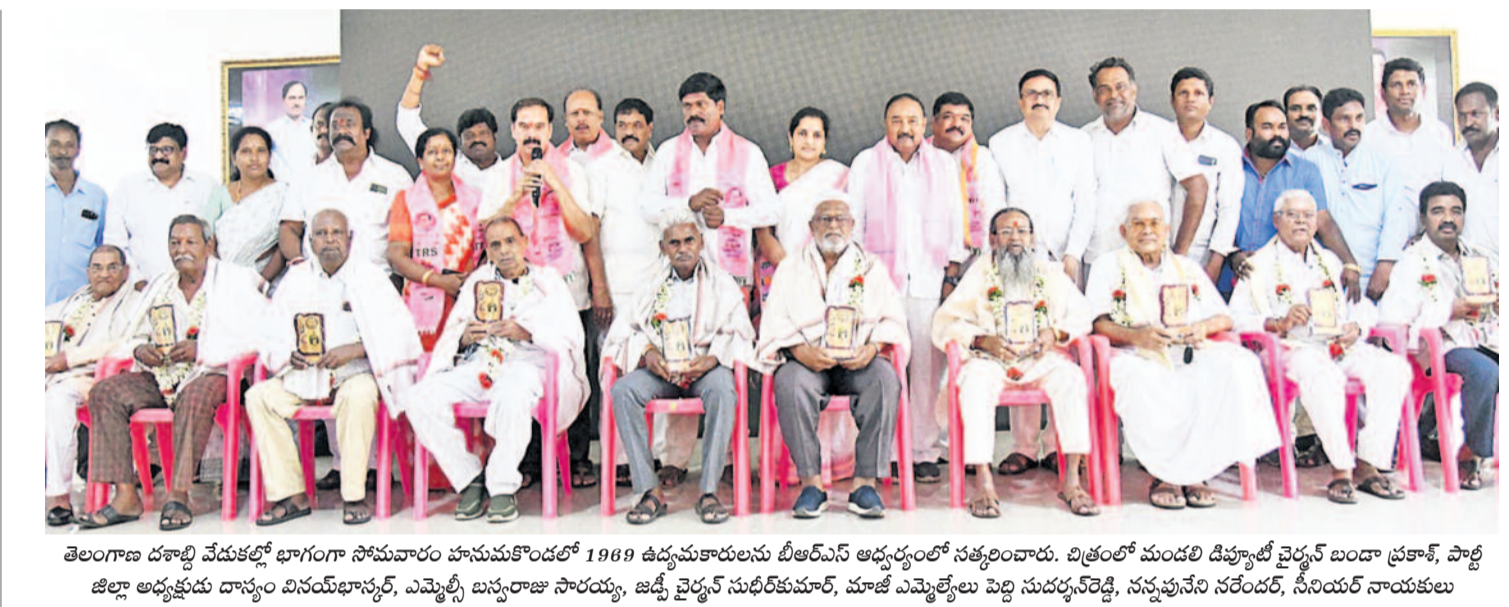 TRS
తెలంగాణ దశాబ్ది వేడుకల్లో భాగంగా సోమవారం హనుమకొండలో 1969 ఉద్యమకారులను బీఆర్ఎస్ ఆధ్వర్యంలో సత్కరించారు. చిత్రంలో మండలి డిప్యూటీ చైర్మన్ బండా ప్రకాశ్, పార్టీ
జిల్లా అధ్యక్షుడు దాస్యం వినయ్‌భాస్కర్, ఎమ్మెల్సీ బస్వరాజు సారయ్య, జడ్పీ చైర్మన్ సుధీర్‌కుమార్, మాజీ ఎమ్మెల్యేలు పెద్ది సుదర్శన్‌రెడ్డి, నన్నపునేని నరేందర్, సీనియర్ నాయకులు